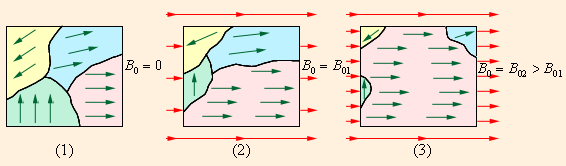 B₀ = 0
B₀ = B₀₁
B₀ = B₀₂ > B₀₁
(1)
(2)
(3)